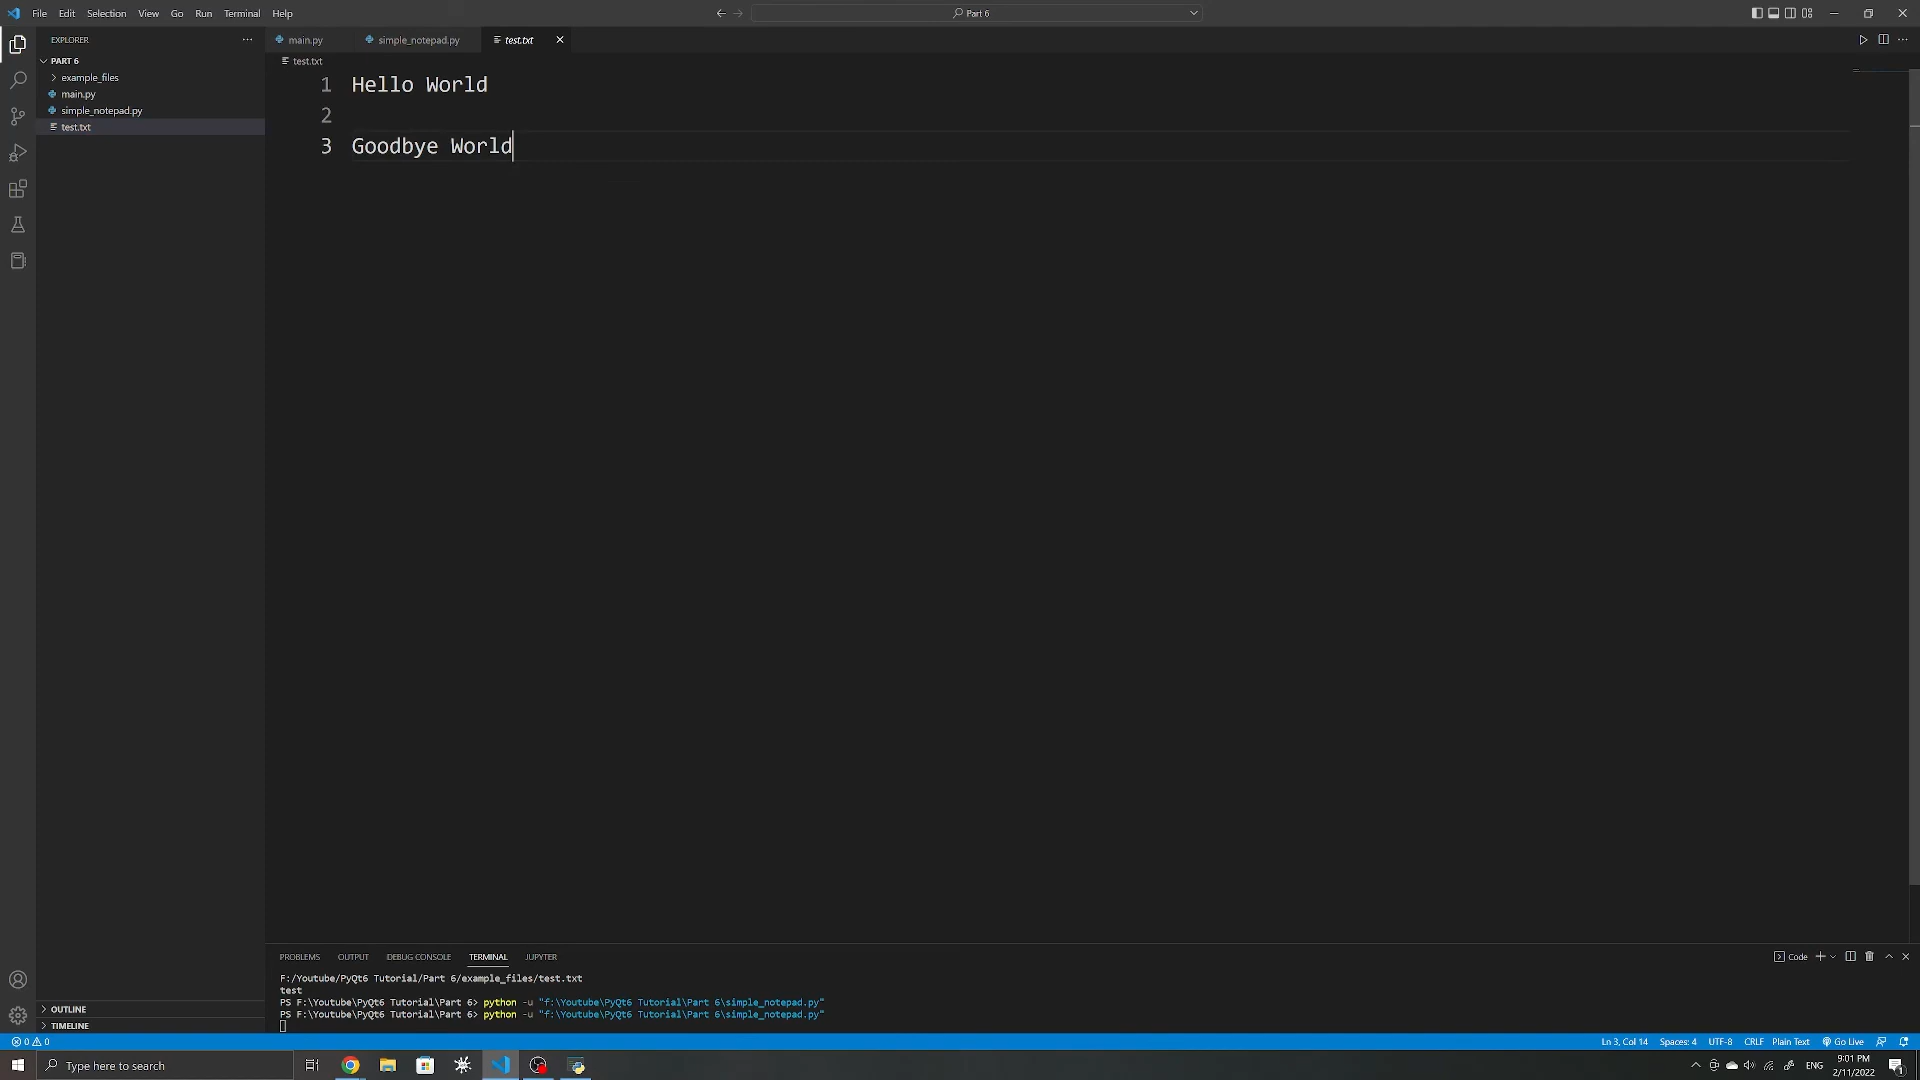 File Edit Selection View Go Run Terminal Help
Part 6
EXPLORER
PART 6
example_files
main.py
simple_notepad.py
test.txt
main.py simple_notepad.py test.txt
test.txt
1 Hello World
2
3 Goodbye World
PROBLEMS OUTPUT DEBUG CONSOLE TERMINAL JUPYTER
Code
F:/Youtube/PyQt6 Tutorial/Part 6/example_files/test.txt
test
PS F:\Youtube\PyQt6 Tutorial\Part 6> python -u "f:\Youtube\PyQt6 Tutorial\Part 6\simple_notepad.py"
PS F:\Youtube\PyQt6 Tutorial\Part 6> python -u "f:\Youtube\PyQt6 Tutorial\Part 6\simple_notepad.py"
OUTLINE
TIMELINE
0 0
Ln 3, Col 14 Spaces: 4 UTF-8 CRLF Plain Text Go Live
Type here to search
ENG
9:01 PM
2/11/2022
1